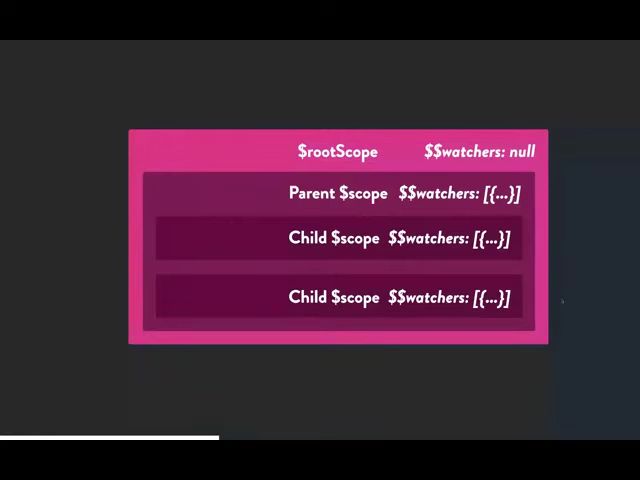 $rootScope $$watchers: null
Parent $scope $$watchers: [{...}]
Child $scope $$watchers: [{...}]
Child $scope $$watchers: [{...}]